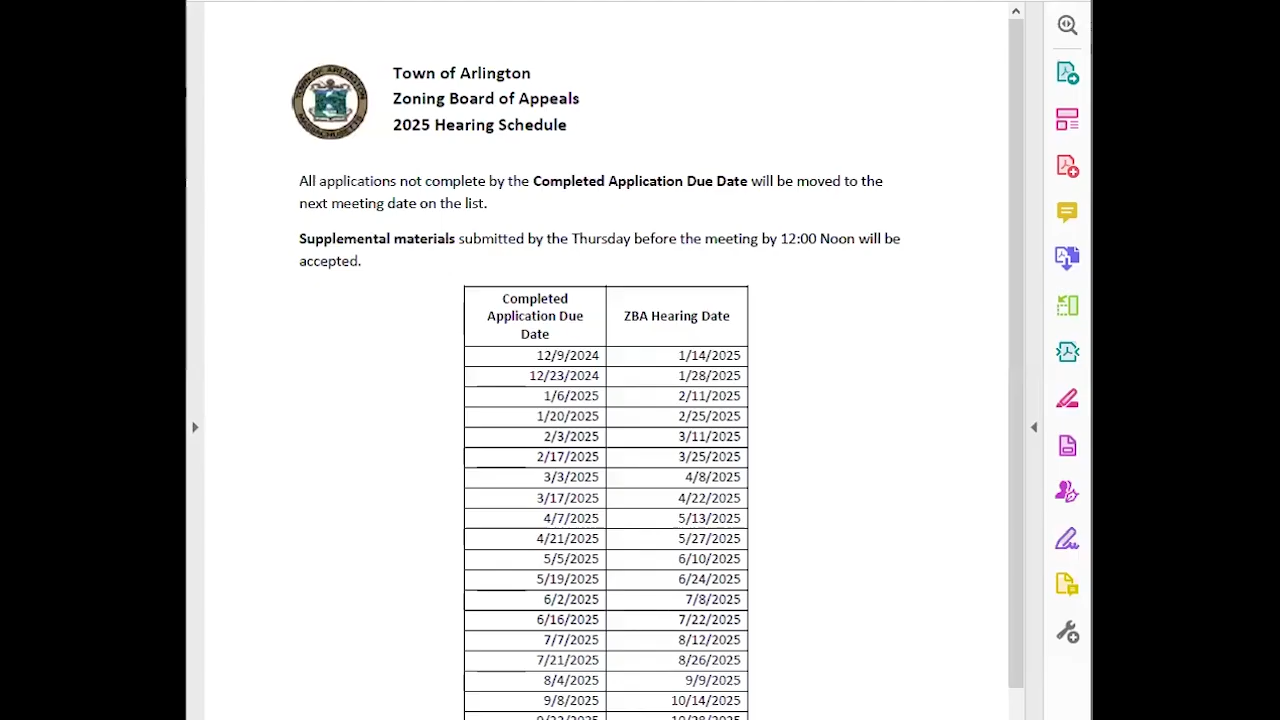 Town of Arlington
Zoning Board of Appeals
2025 Hearing Schedule
All applications not complete by the Completed Application Due Date will be moved to the
next meeting date on the list.
Supplemental materials submitted by the Thursday before the meeting by 12:00 Noon will be
accepted.
Completed
Application Due
Date
ZBA Hearing Date
12/9/2024 1/14/2025
12/23/2024 1/28/2025
1/6/2025 2/11/2025
1/20/2025 2/25/2025
2/3/2025 3/11/2025
2/17/2025 3/25/2025
3/3/2025 4/8/2025
3/17/2025 4/22/2025
4/7/2025 5/13/2025
4/21/2025 5/27/2025
5/5/2025 6/10/2025
5/19/2025 6/24/2025
6/2/2025 7/8/2025
6/16/2025 7/22/2025
7/7/2025 8/12/2025
7/21/2025 8/26/2025
8/4/2025 9/9/2025
9/8/2025 10/14/2025